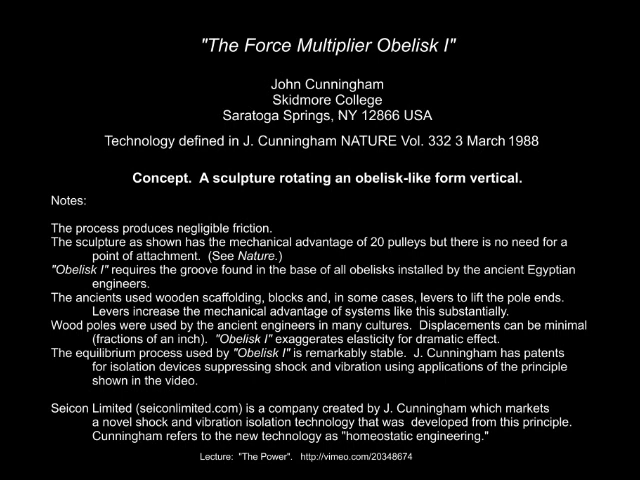 "The Force Multiplier Obelisk I"
John Cunningham
Skidmore College
Saratoga Springs, NY 12866 USA
Technology defined in J. Cunningham NATURE Vol. 332 3 March 1988
Concept.  A sculpture rotating an obelisk-like form vertical.
Notes:
The process produces negligible friction.
The sculpture as shown has the mechanical advantage of 20 pulleys but there is no need for a
point of attachment.  (See Nature.)
"Obelisk I" requires the groove found in the base of all obelisks installed by the ancient Egyptian
engineers.
The ancients used wooden scaffolding, blocks and, in some cases, levers to lift the pole ends.
Levers increase the mechanical advantage of systems like this substantially.
Wood poles were used by the ancient engineers in many cultures.  Displacements can be minimal
(fractions of an inch).  "Obelisk I" exaggerates elasticity for dramatic effect.
The equilibrium process used by "Obelisk I" is remarkably stable.  J. Cunningham has patents
for isolation devices suppressing shock and vibration using applications of the principle
shown in the video.
Seicon Limited (seiconlimited.com) is a company created by J. Cunningham which markets
a novel shock and vibration isolation technology that was  developed from this principle.
Cunningham refers to the new technology as "homeostatic engineering."
Lecture:  "The Power".   http://vimeo.com/20348674